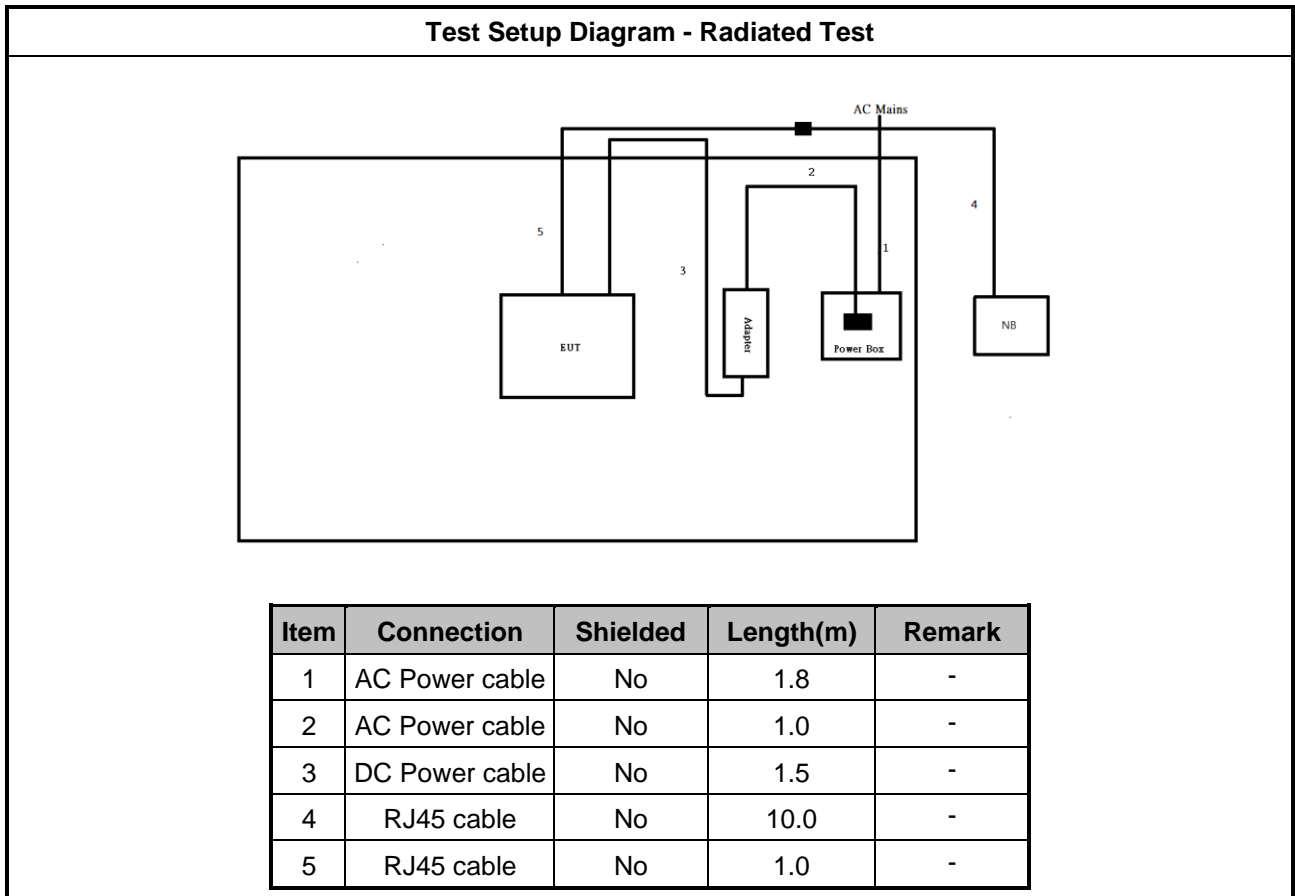 Test Setup Diagram - Radiated Test
AC Mains
2
4
5
1
3
EUT
Adapter
Power Box
NB
Item Connection Shielded Length(m) Remark
1 AC Power cable No 1.8 -
2 AC Power cable No 1.0 -
3 DC Power cable No 1.5 -
4 RJ45 cable No 10.0 -
5 RJ45 cable No 1.0 -